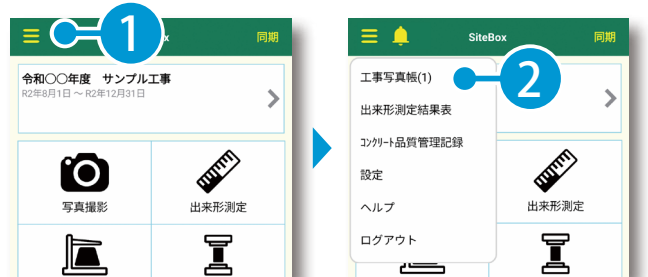 1
x
同期
令和○○年度 サンプル工事
R2年8月1日 ~ R2年12月31日
写真撮影
出来形測定
SiteBox
同期
工事写真帳(1)
2
出来形測定結果表
ｺﾝｸﾘｰﾄ品質管理記録
設定
ヘルプ
ログアウト
出来形測定